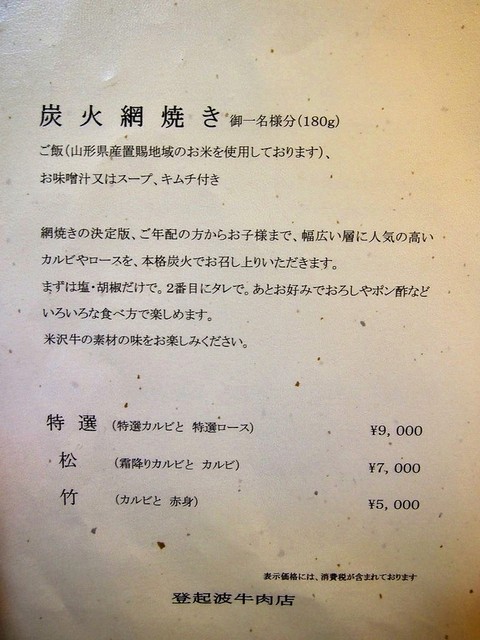 炭火網焼き 御一名様分(180g)
ご飯(山形県産置賜地域のお米を使用しております)、
お味噌汁又はスープ、キムチ付き
網焼きの決定版、ご年配の方からお子様まで、幅広い層に人気の高い
カルビやロースを、本格炭火でお召し上りいただきます。
まずは塩・胡椒だけで。2番目にタレで。あとお好みでおろしやポン酢など
いろいろな食べ方で楽しめます。
米沢牛の素材の味をお楽しみください。
特選 (特選カルビと 特選ロース) ¥9,000
松 (霜降りカルビと カルビ) ¥7,000
竹 (カルビと 赤身) ¥5,000
表示価格には、消費税が含まれております
登起波牛肉店